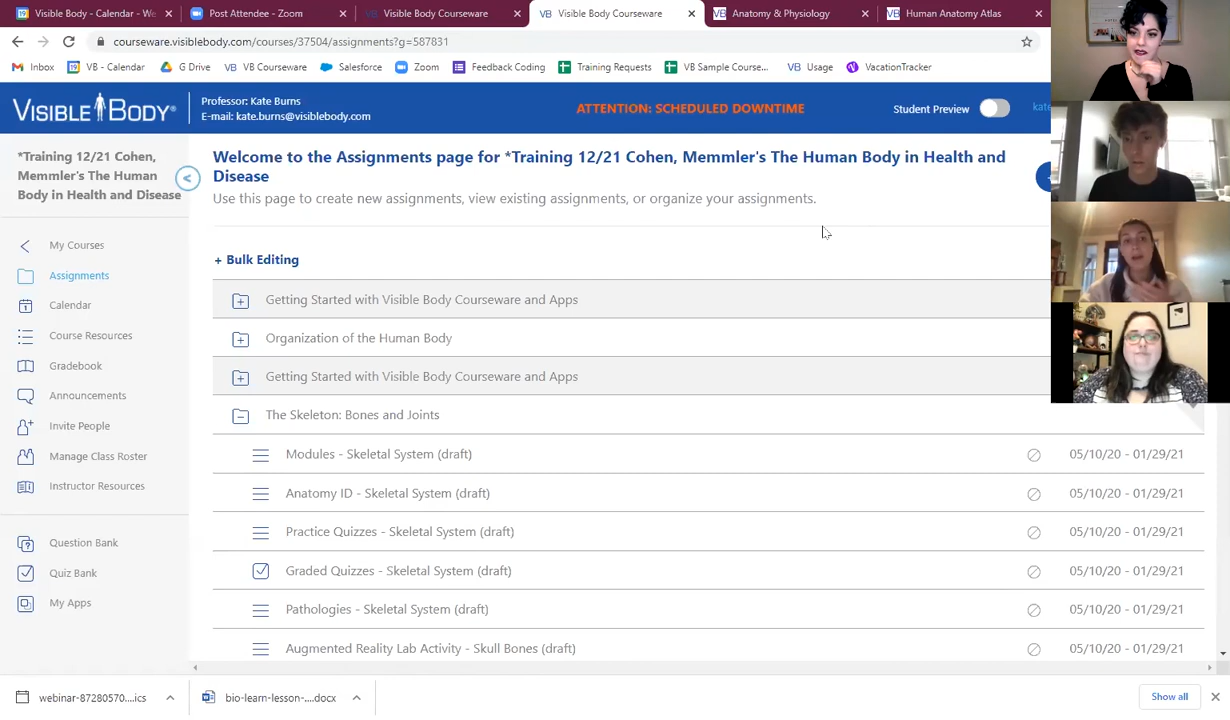 Visible Body - Calendar - We
Post Attendee - Zoom
Visible Body Courseware
Visible Body Courseware
Anatomy & Physiology
Human Anatomy Atlas
courseware.visiblebody.com/courses/37504/assignments?g=587831
Inbox
VB - Calendar
G Drive
VB Courseware
Salesforce
Zoom
Feedback Coding
Training Requests
VB Sample Course...
Usage
VacationTracker
VISIBLE BODY®
Professor: Kate Burns
E-mail: kate.burns@visiblebody.com
ATTENTION: SCHEDULED DOWNTIME
Student Preview
kate
*Training 12/21 Cohen,
Memmler's The Human
Body in Health and Disease
My Courses
Assignments
Calendar
Course Resources
Gradebook
Announcements
Invite People
Manage Class Roster
Instructor Resources
Question Bank
Quiz Bank
My Apps
Welcome to the Assignments page for *Training 12/21 Cohen, Memmler's The Human Body in Health and
Disease
Use this page to create new assignments, view existing assignments, or organize your assignments.
+ Bulk Editing
Getting Started with Visible Body Courseware and Apps
Organization of the Human Body
Getting Started with Visible Body Courseware and Apps
The Skeleton: Bones and Joints
Modules - Skeletal System (draft) 05/10/20 - 01/29/21
Anatomy ID - Skeletal System (draft) 05/10/20 - 01/29/21
Practice Quizzes - Skeletal System (draft) 05/10/20 - 01/29/21
Graded Quizzes - Skeletal System (draft) 05/10/20 - 01/29/21
Pathologies - Skeletal System (draft) 05/10/20 - 01/29/21
Augmented Reality Lab Activity - Skull Bones (draft) 05/10/20 - 01/29/21
webinar-87280570....ics
bio-learn-lesson-....docx
Show all